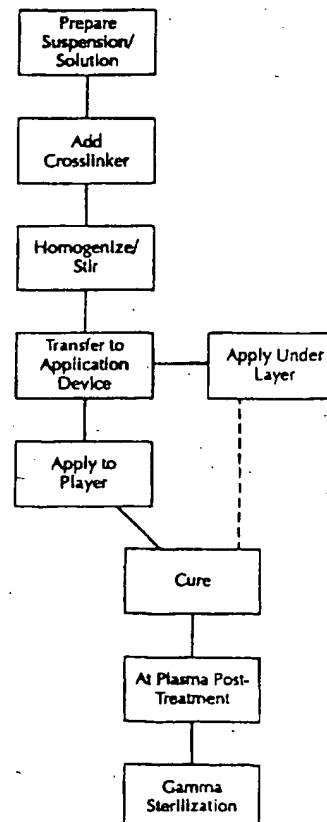 Prepare
Suspension/
Solution
Add
Crosslinker
Homogenize/
Stir
Transfer to
Application
Device
Apply Under
Layer
Apply to
Player
Cure
At Plasma Post-
Treatment
Gamma
Sterilization